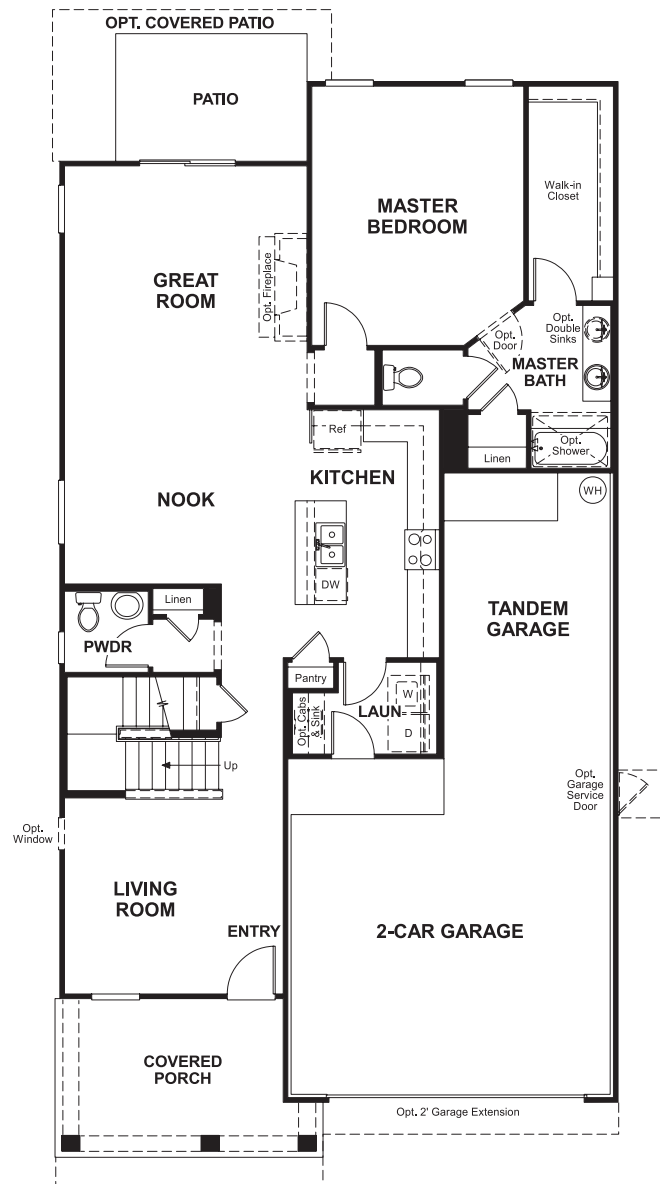 OPT. COVERED PATIO
PATIO
MASTER
BEDROOM
Walk-in
Closet
GREAT
ROOM
Opt. Fireplace
Opt.
Double
Sinks
Opt.
Door
MASTER
BATH
Ref
KITCHEN
Linen
Opt.
Shower
NOOK
WH
DW
Linen
PWDR
TANDEM
GARAGE
Pantry
Opt. Cabs
& Sink
LAUN
W
D
Up
Opt.
Garage
Service
Door
Opt.
Window
LIVING
ROOM
ENTRY
2-CAR GARAGE
COVERED
PORCH
Opt. 2' Garage Extension